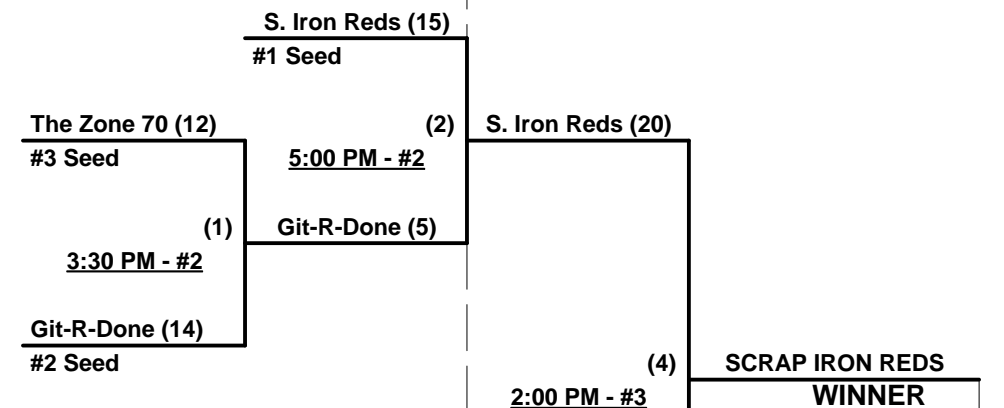 S. Iron Reds (15)
#1 Seed
The Zone 70 (12)
(2)
S. Iron Reds (20)
#3 Seed
5:00 PM - #2
(1)
Git-R-Done (5)
3:30 PM - #2
Git-R-Done (14)
#2 Seed
(4)
SCRAP IRON REDS
2:00 PM - #3
WINNER